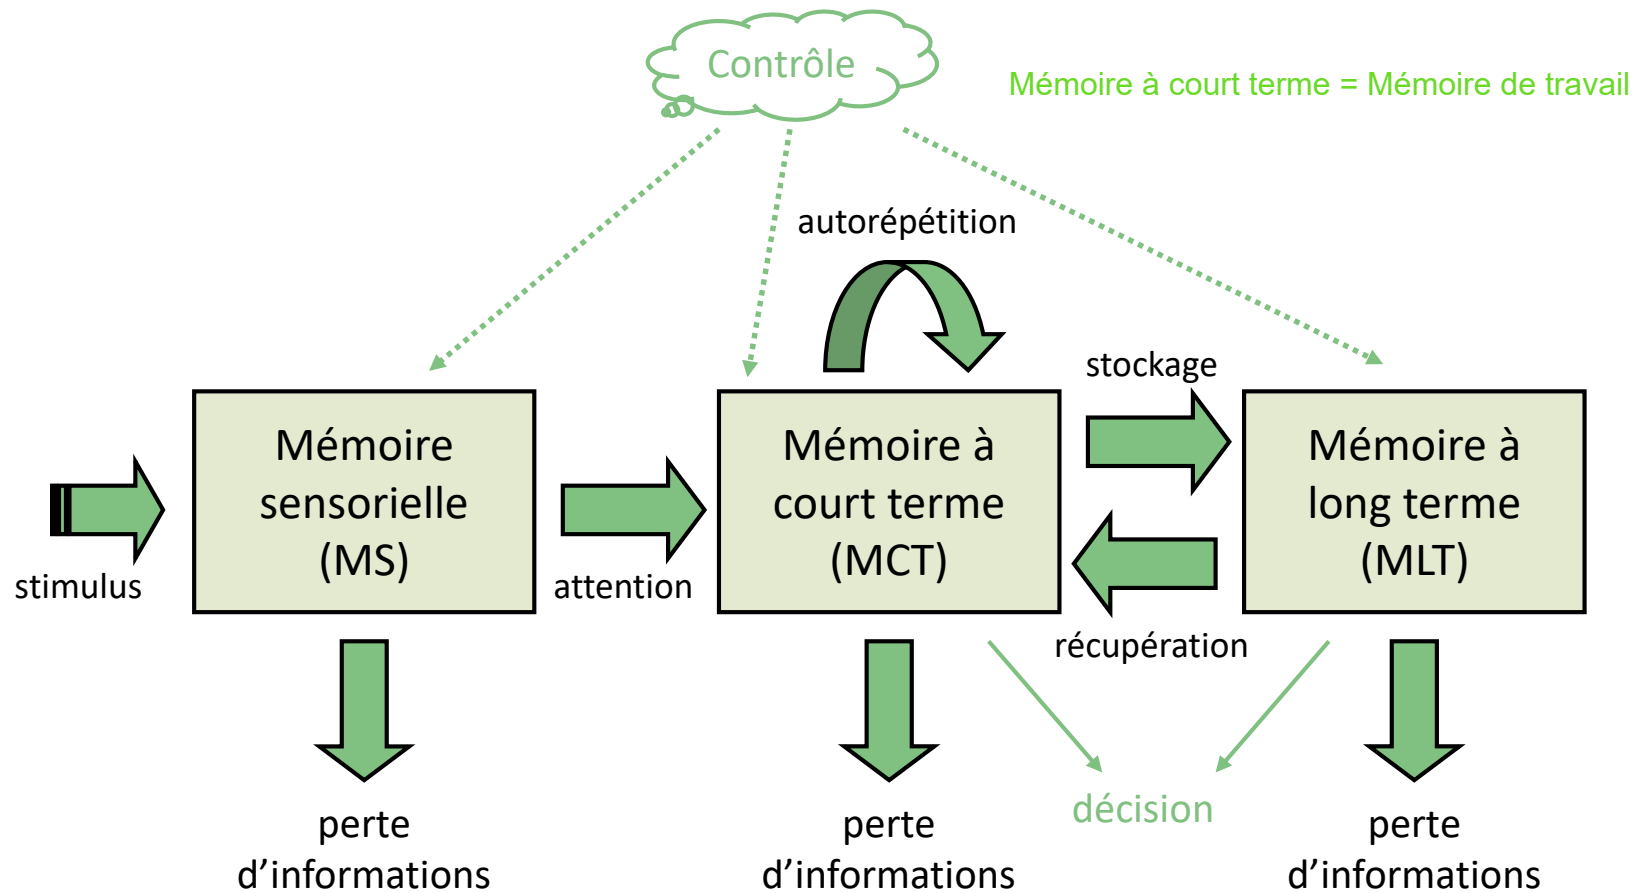 Contrôle
Mémoire à court terme = Mémoire de travail
autorépétition
stockage
Mémoire
sensorielle
(MS)
Mémoire à
court terme
(MCT)
Mémoire à
long terme
(MLT)
stimulus
attention
récupération
décision
perte
d’informations
perte
d’informations
perte
d’informations